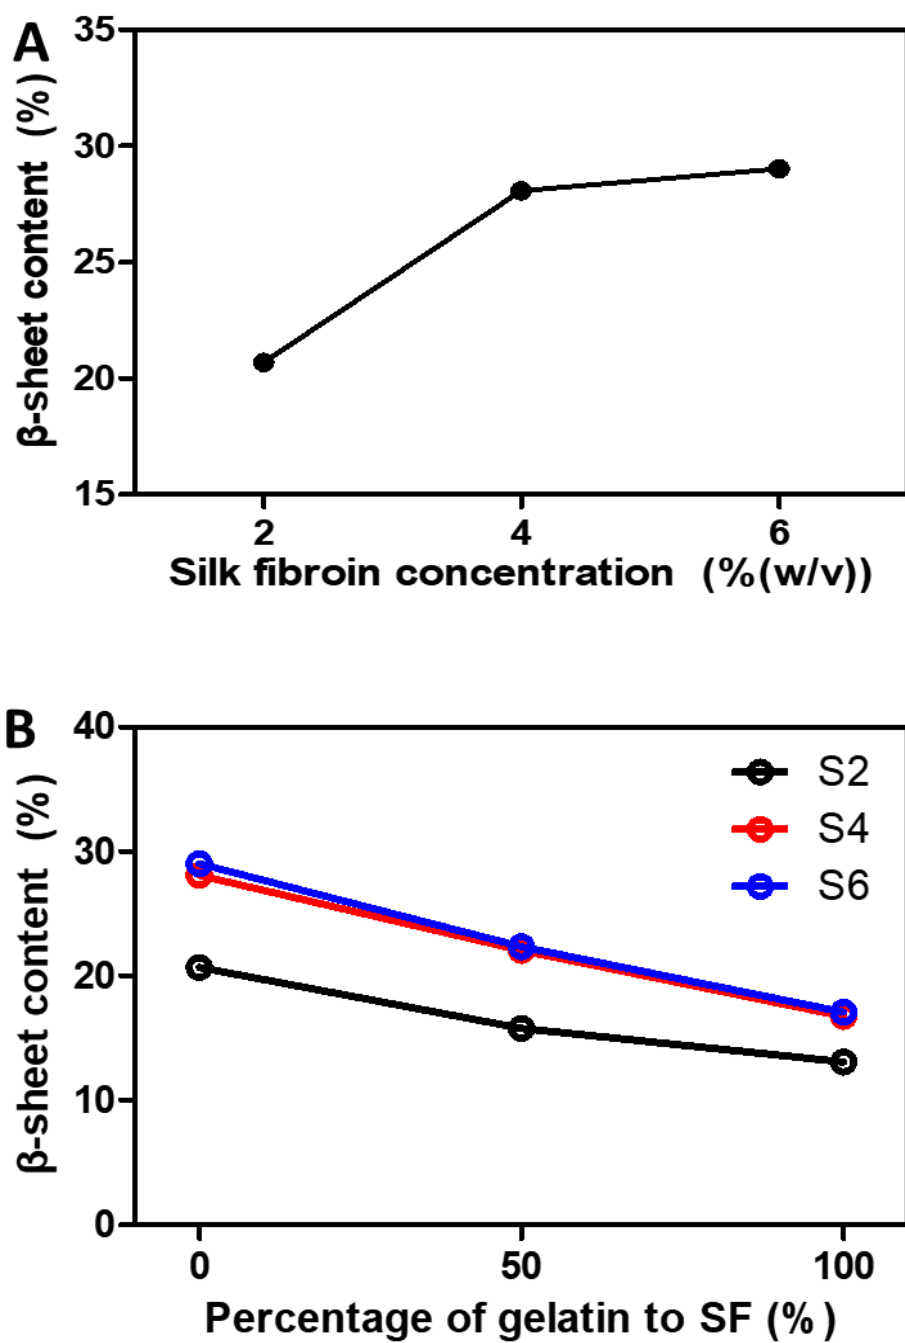 A
β-sheet content (%)
35
30
25
20
15
2 4 6
Silk fibroin concentration (%(w/v))
B
β-sheet content (%)
40
30
20
10
0
S2
S4
S6
0 50 100
Percentage of gelatin to SF (%)